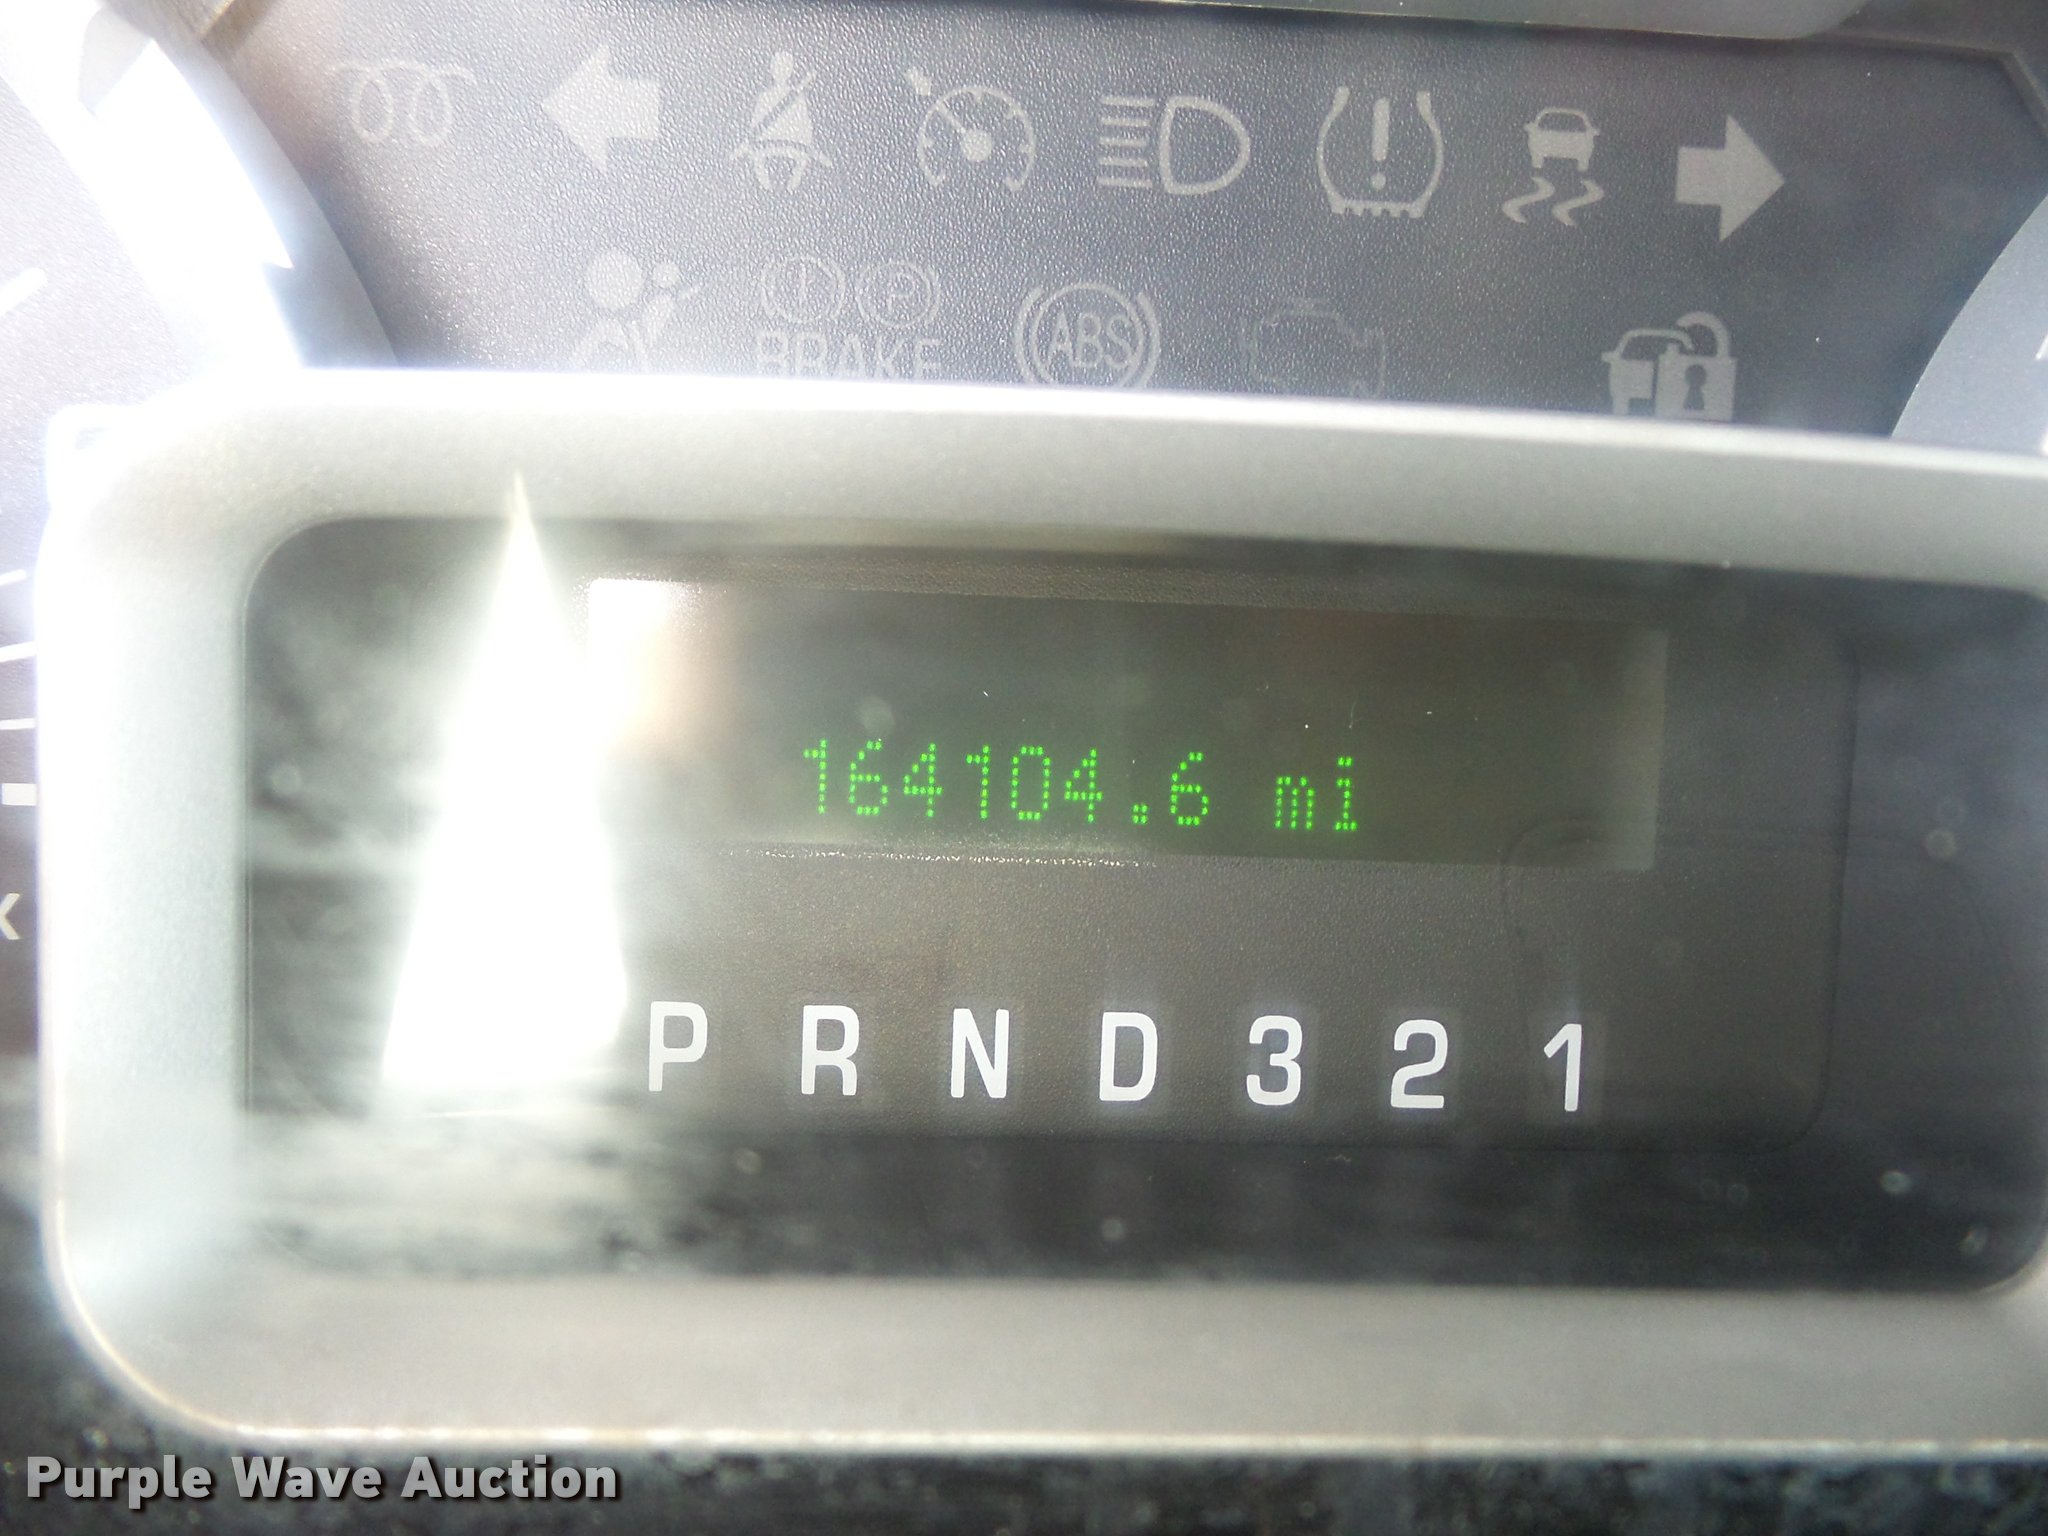 BRAKE
ABS
164104.6 mi
P R N D 3 2 1
Purple Wave Auction